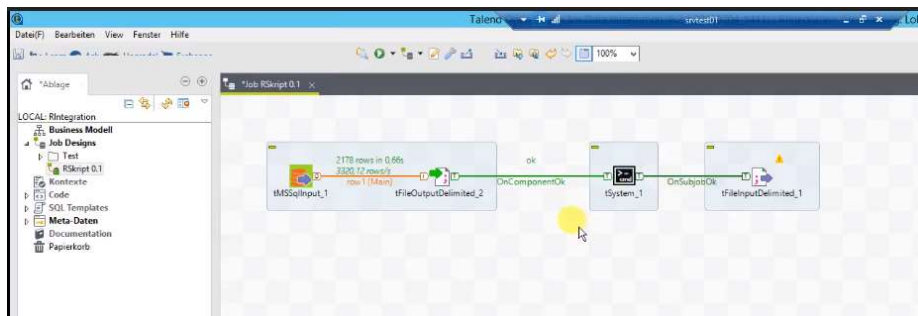 Talend
srvtest01
Lo
Datei(F) Bearbeiten View Fenster Hilfe
100%
*Ablage
*Job RSkript 0.1
LOCAL: RIntegration
Business Modell
Job Designs
Test
RSkript 0.1
Kontexte
Code
SQL Templates
Meta-Daten
Documentation
Papierkorb
2178 rows in 0,66s
3320,12 rows/s
row1 (Main)
tMSSqlInput_1
tFileOutputDelimited_2
ok
OnComponentOk
tSystem_1
OnSubjobOk
tFileInputDelimited_1